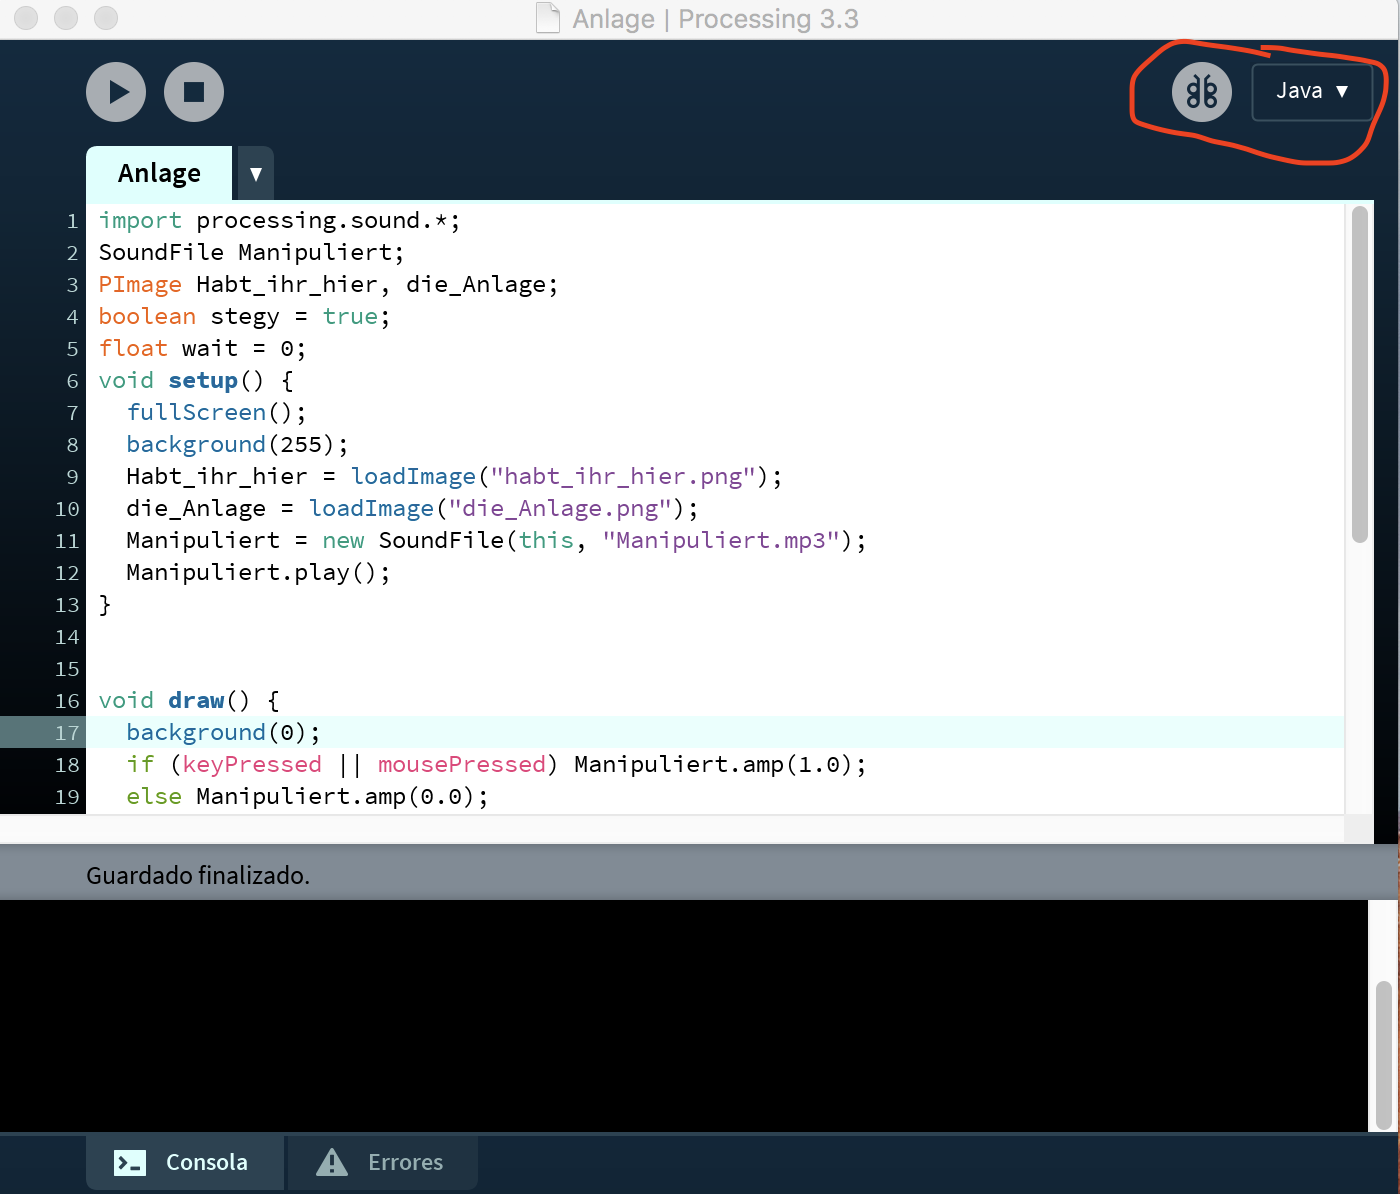 Anlage | Processing 3.3
Java ▼
Anlage ▼
1 import processing.sound.*;
2 SoundFile Manipuliert;
3 PImage Habt_ihr_hier, die_Anlage;
4 boolean stegy = true;
5 float wait = 0;
6 void setup() {
7   fullScreen();
8   background(255);
9   Habt_ihr_hier = loadImage("habt_ihr_hier.png");
10   die_Anlage = loadImage("die_Anlage.png");
11   Manipuliert = new SoundFile(this, "Manipuliert.mp3");
12   Manipuliert.play();
13 }
14
15
16 void draw() {
17   background(0);
18   if (keyPressed || mousePressed) Manipuliert.amp(1.0);
19   else Manipuliert.amp(0.0);
Guardado finalizado.
Consola Errores